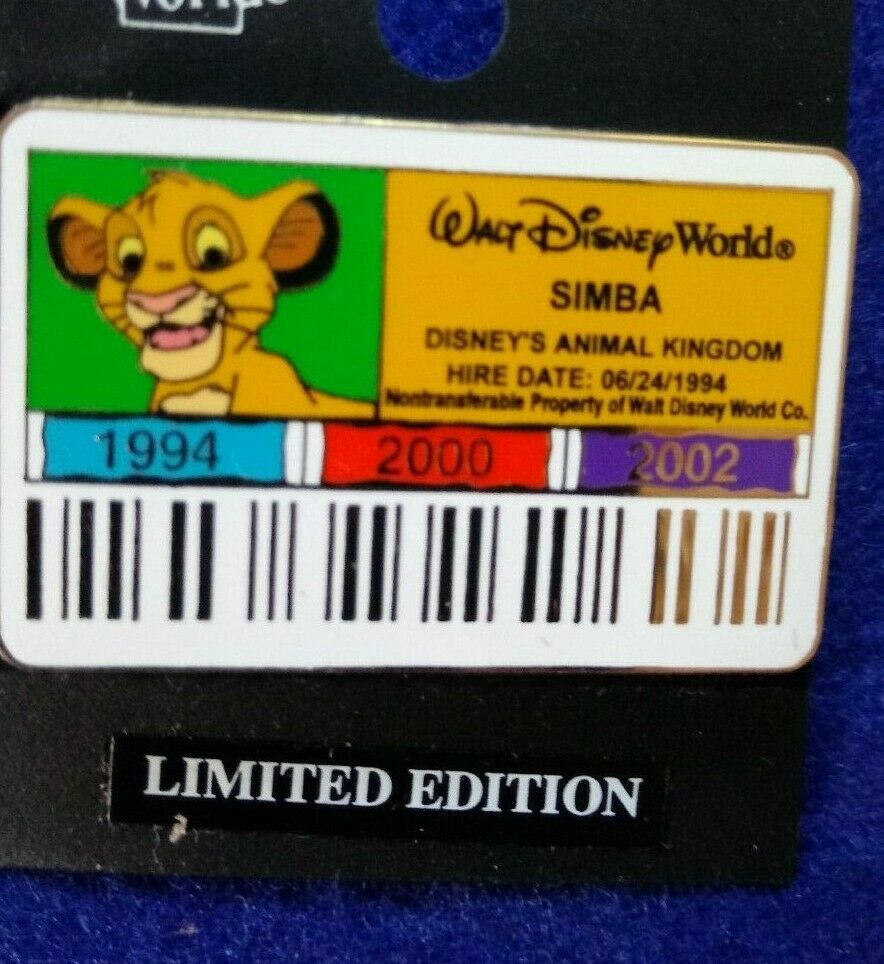 Walt Disney World®
SIMBA
DISNEY'S ANIMAL KINGDOM
HIRE DATE: 06/24/1994
Nontransferable Property of Walt Disney World Co.
1994 2000 2002
LIMITED EDITION